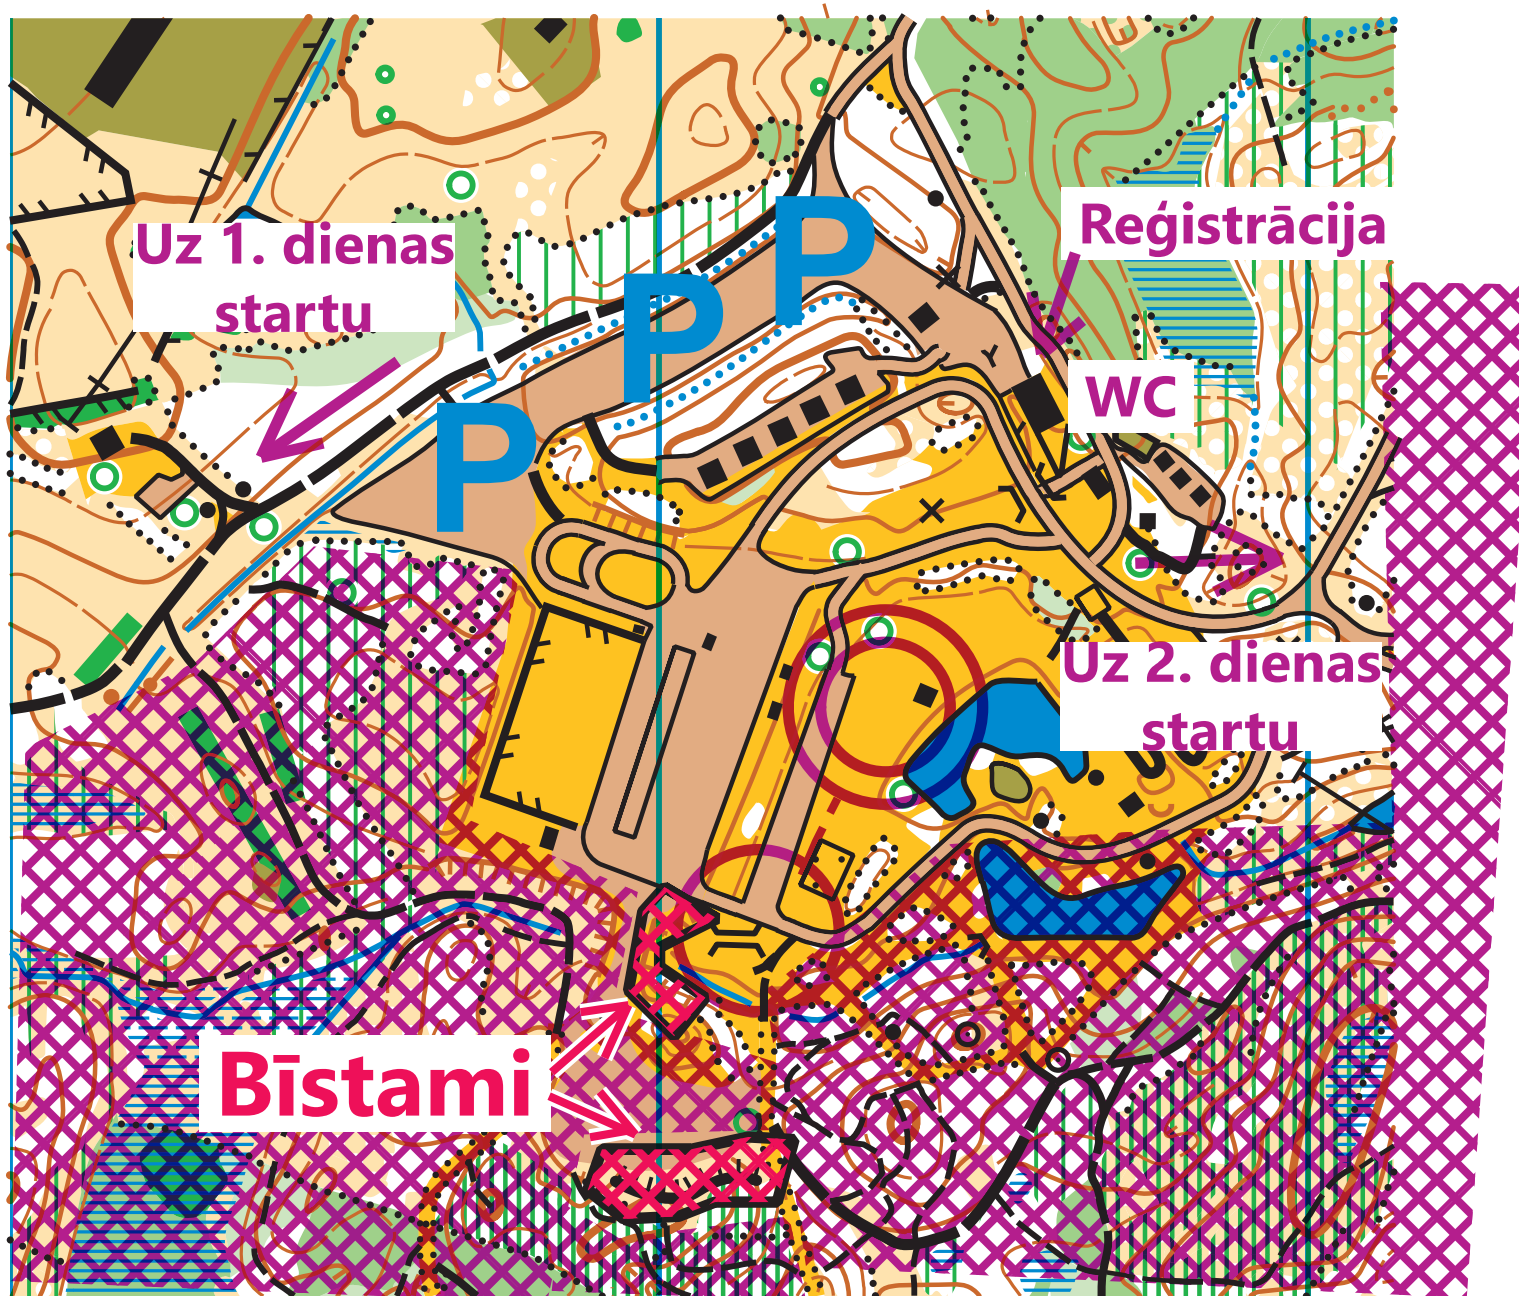 P
Reģistrācija
Uz 1. dienas
startu
P
WC
P
Uz 2. dienas
startu
Bīstami